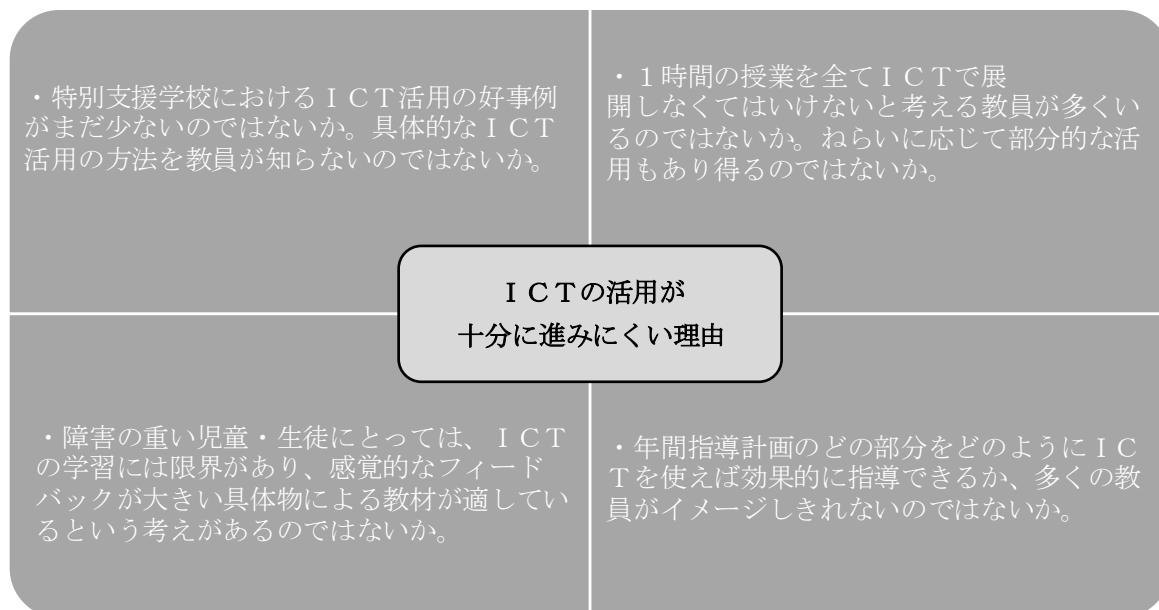 ・特別支援学校におけるＩＣＴ活用の好事例
がまだ少ないのではないか。具体的なＩＣＴ
活用の方法を教員が知らないのではないか。
・１時間の授業を全てＩＣＴで展
開しなくてはいけないと考える教員が多くい
るのではないか。ねらいに応じて部分的な活
用もあり得るのではないか。
ＩＣＴの活用が
十分に進みにくい理由
・障害の重い児童・生徒にとっては、ＩＣＴ
の学習には限界があり、感覚的なフィード
バックが大きい具体物による教材が適してい
るという考えがあるのではないか。
・年間指導計画のどの部分をどのようにＩＣ
Ｔを使えば効果的に指導できるか、多くの教
員がイメージしきれないのではないか。